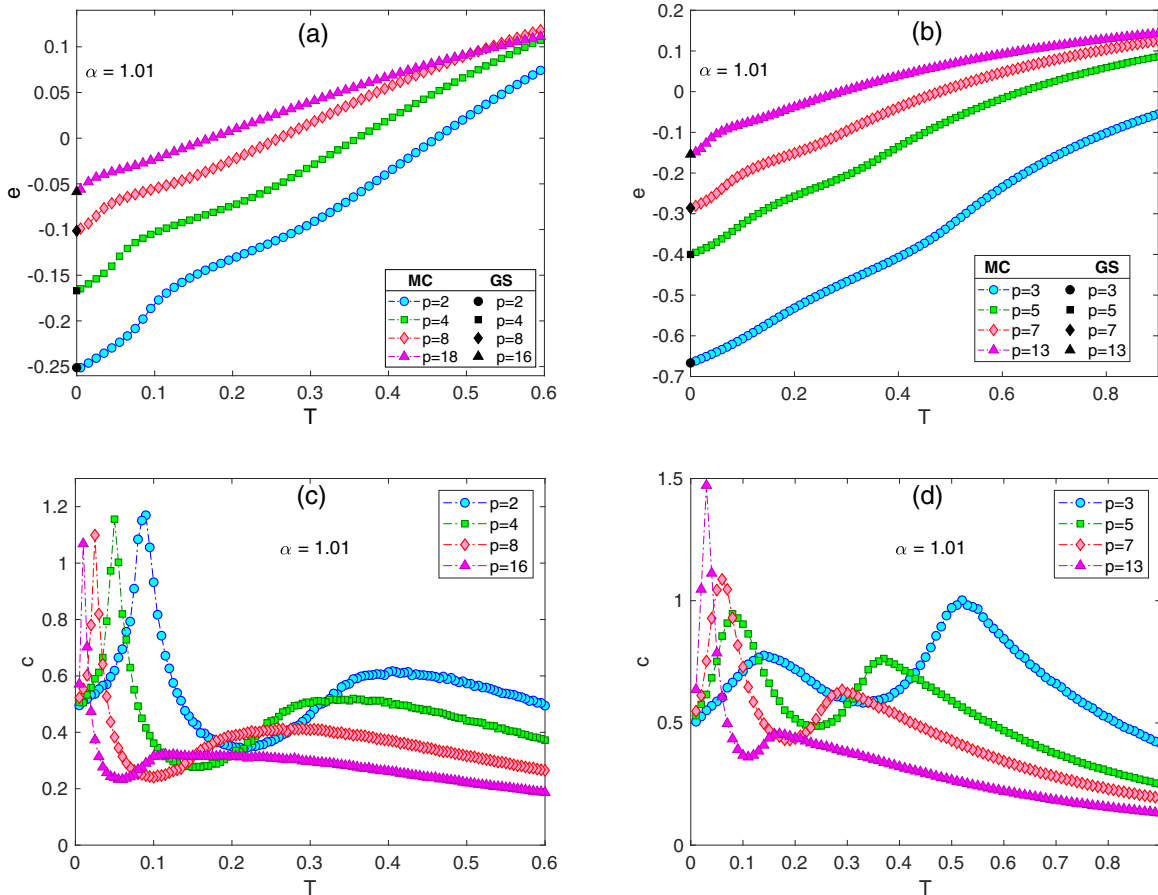 (a)
α = 1.01
0.1
0.05
0
-0.05
-0.1
-0.15
-0.2
-0.25
e
MC GS
p=2 p=2
p=4 p=4
p=8 p=8
p=18 p=16
0 0.1 0.2 0.3 0.4 0.5 0.6
T
(b)
α = 1.01
0.2
0.1
0
-0.1
-0.2
-0.3
-0.4
-0.5
-0.6
-0.7
e
MC GS
p=3 p=3
p=5 p=5
p=7 p=7
p=13 p=13
0 0.2 0.4 0.6 0.8
T
(c)
α = 1.01
1.2
1
0.8
0.6
0.4
0.2
0
c
p=2
p=4
p=8
p=16
0 0.1 0.2 0.3 0.4 0.5 0.6
T
(d)
α = 1.01
1.5
1
0.5
0
c
p=3
p=5
p=7
p=13
0 0.1 0.2 0.3 0.4 0.5 0.6 0.7 0.8
T